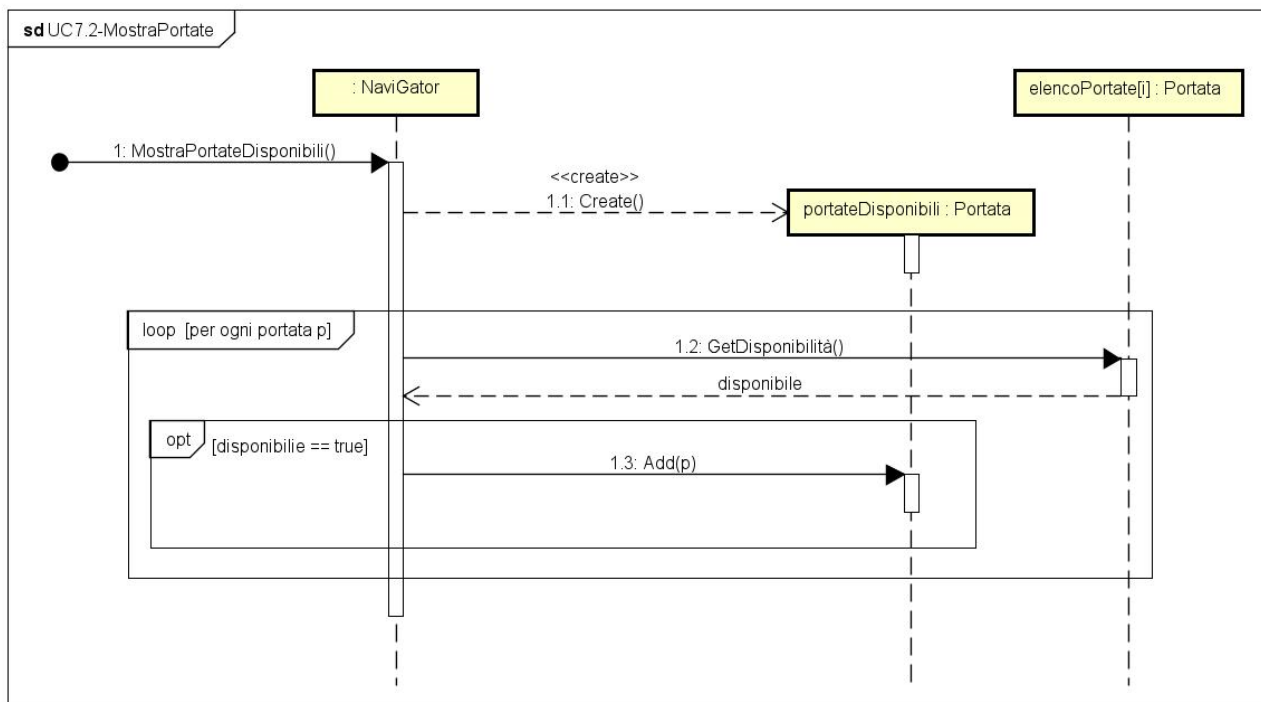 sd UC7.2-MostraPortate
: NaviGator
elencoPortate[i] : Portata
1: MostraPortateDisponibili()
<<create>>
1.1: Create()
portateDisponibili : Portata
loop [per ogni portata p]
1.2: GetDisponibilità()
disponibile
opt
[disponibilie == true]
1.3: Add(p)